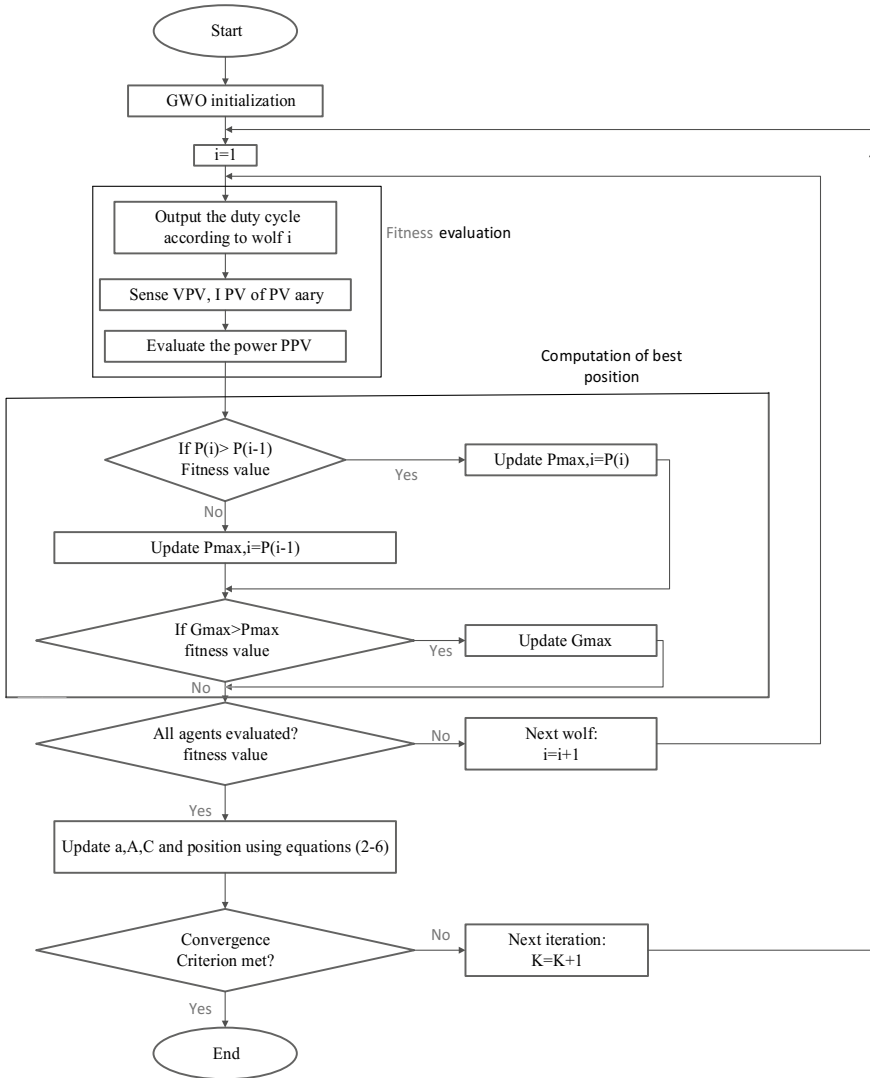 Start
GWO initialization
i=1
Output the duty cycle
according to wolf i
Fitness evaluation
Sense VPV, I PV of PV aary
Evaluate the power PPV
Computation of best
position
If P(i)> P(i-1)
Fitness value
Yes
Update Pmax,i=P(i)
No
Update Pmax,i=P(i-1)
If Gmax>Pmax
fitness value
Yes
Update Gmax
No
All agents evaluated?
fitness value
No
Next wolf:
i=i+1
Yes
Update a,A,C and position using equations (2-6)
Convergence
Criterion met?
No
Next iteration:
K=K+1
Yes
End